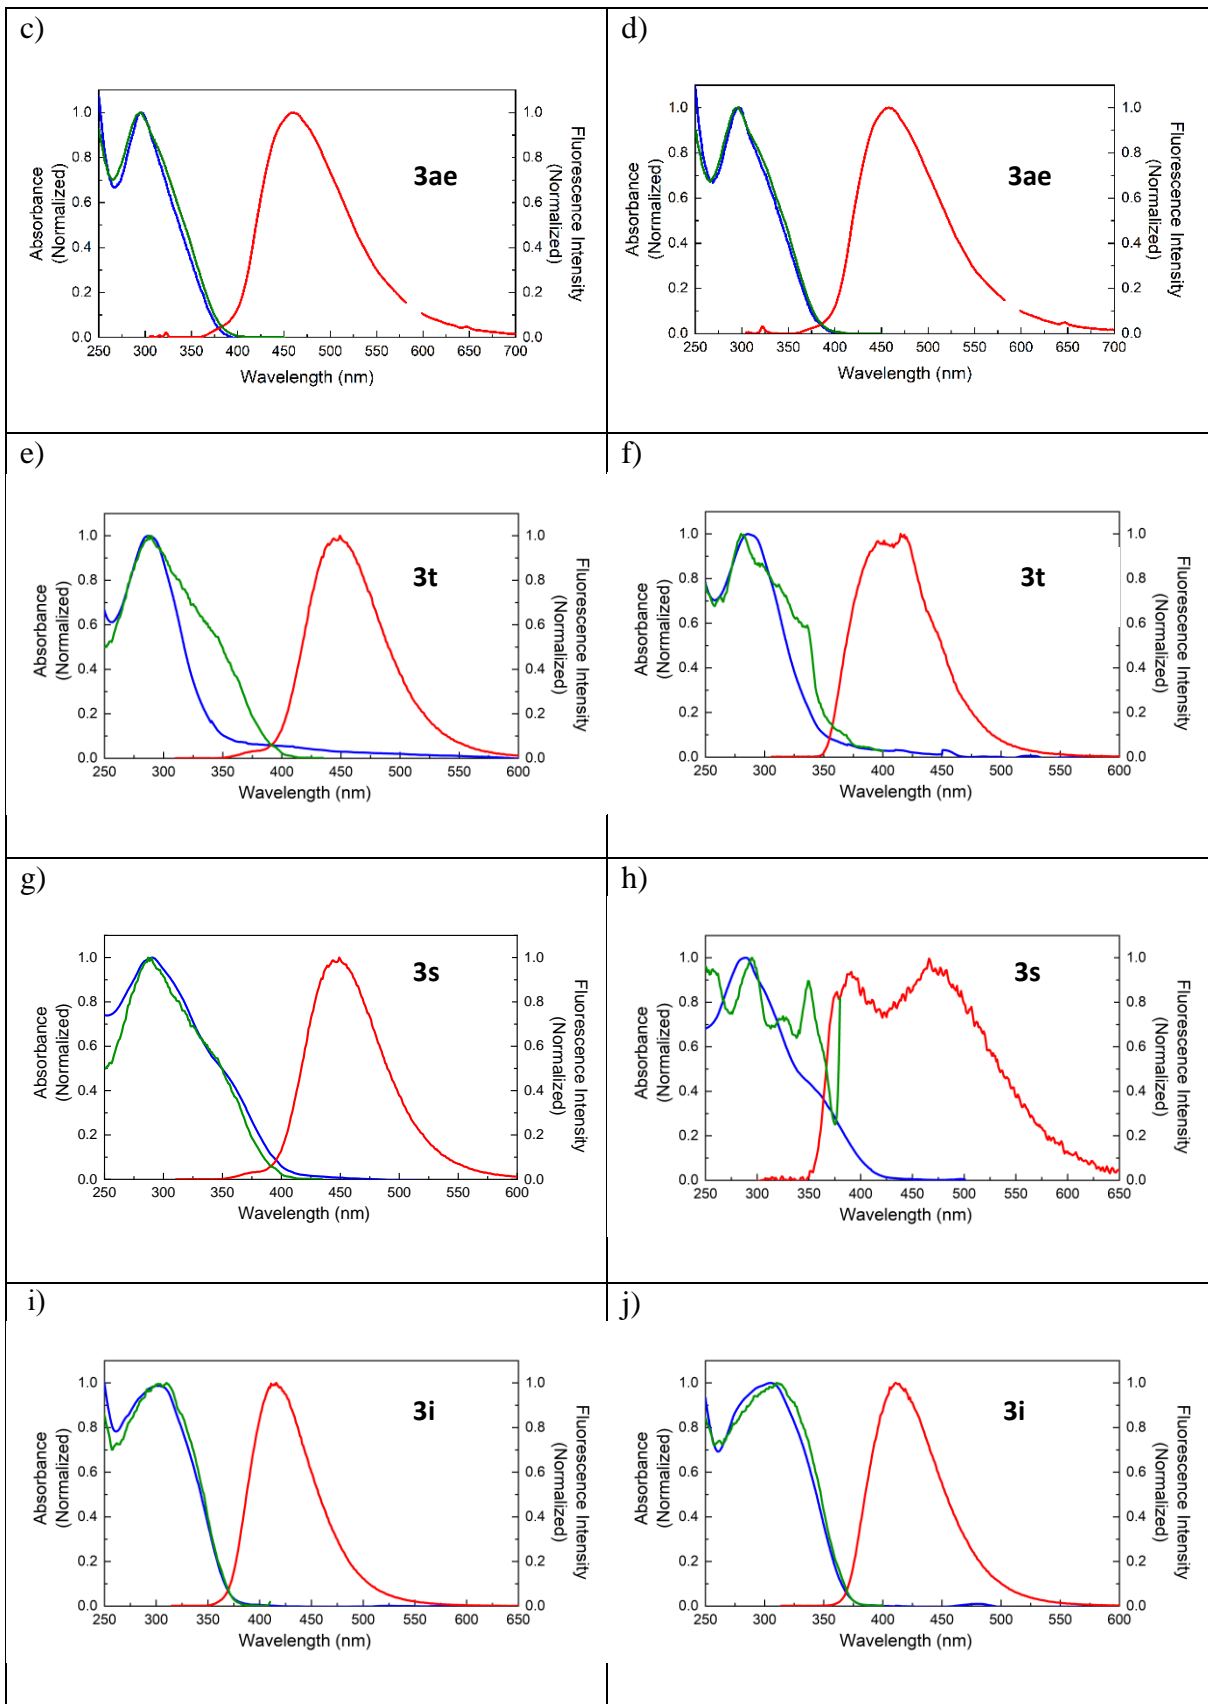 c)
1.0
0.8
0.6
0.4
0.2
0.0
Absorbance
(Normalized)
3ae
1.0
0.8
0.6
0.4
0.2
0.0
Fluorescence Intensity
(Normalized)
250 300 350 400 450 500 550 600 650 700
Wavelength (nm)
d)
1.0
0.8
0.6
0.4
0.2
0.0
Absorbance
(Normalized)
3ae
1.0
0.8
0.6
0.4
0.2
0.0
Fluorescence Intensity
(Normalized)
250 300 350 400 450 500 550 600 650 700
Wavelength (nm)
e)
1.0
0.8
0.6
0.4
0.2
0.0
Absorbance
(Normalized)
3t
1.0
0.8
0.6
0.4
0.2
0.0
Fluorescence Intensity
(Normalized)
250 300 350 400 450 500 550 600
Wavelength (nm)
f)
1.0
0.8
0.6
0.4
0.2
0.0
Absorbance
(Normalized)
3t
1.0
0.8
0.6
0.4
0.2
0.0
Fluorescence Intensity
(Normalized)
250 300 350 400 450 500 550 600
Wavelength (nm)
g)
1.0
0.8
0.6
0.4
0.2
0.0
Absorbance
(Normalized)
3s
1.0
0.8
0.6
0.4
0.2
0.0
Fluorescence Intensity
(Normalized)
250 300 350 400 450 500 550 600
Wavelength (nm)
h)
1.0
0.8
0.6
0.4
0.2
0.0
Absorbance
(Normalized)
3s
1.0
0.8
0.6
0.4
0.2
0.0
Fluorescence Intensity
(Normalized)
250 300 350 400 450 500 550 600 650
Wavelength (nm)
i)
1.0
0.8
0.6
0.4
0.2
0.0
Absorbance
(Normalized)
3i
1.0
0.8
0.6
0.4
0.2
0.0
Fluorescence Intensity
(Normalized)
250 300 350 400 450 500 550 600 650
Wavelength (nm)
j)
1.0
0.8
0.6
0.4
0.2
0.0
Absorbance
(Normalized)
3i
1.0
0.8
0.6
0.4
0.2
0.0
Fluorescence Intensity
(Normalized)
250 300 350 400 450 500 550 600
Wavelength (nm)